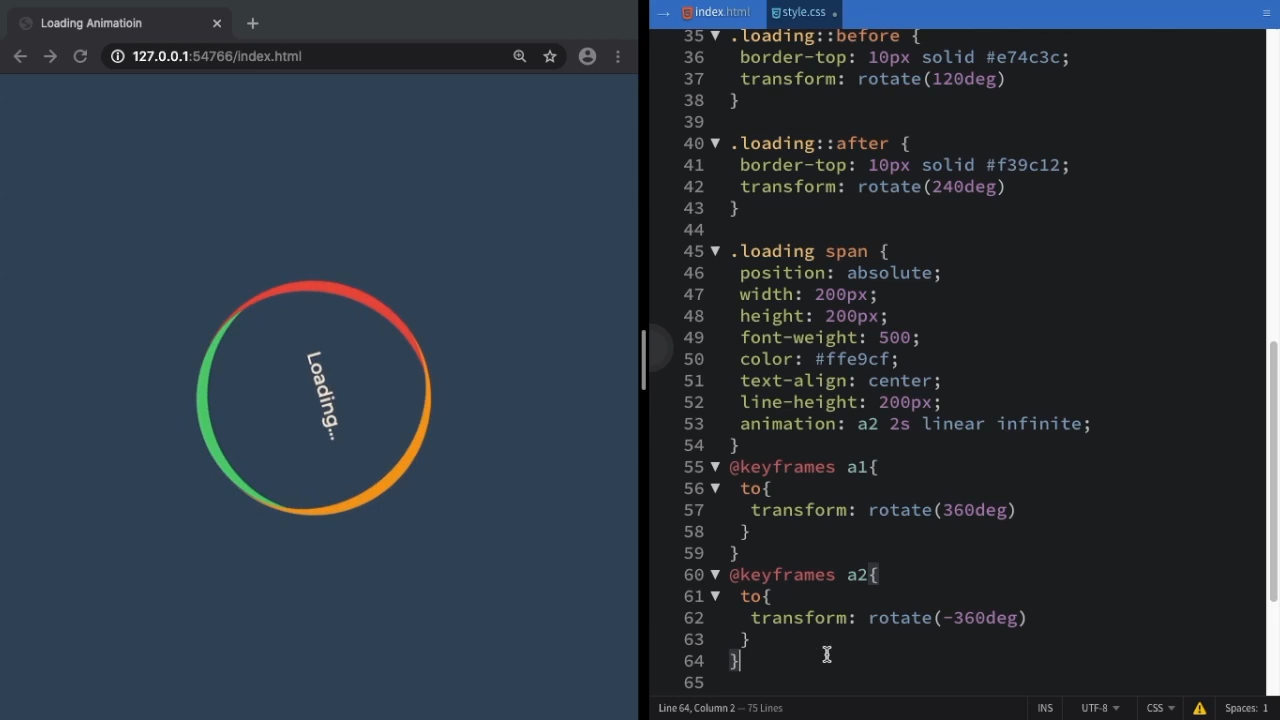 Loading Animatioin
127.0.0.1:54766/index.html
Loading...
index.html
style.css
35 .loading::before {
36 border-top: 10px solid #e74c3c;
37 transform: rotate(120deg)
38 }
39
40 .loading::after {
41 border-top: 10px solid #f39c12;
42 transform: rotate(240deg)
43 }
44
45 .loading span {
46 position: absolute;
47 width: 200px;
48 height: 200px;
49 font-weight: 500;
50 color: #ffe9cf;
51 text-align: center;
52 line-height: 200px;
53 animation: a2 2s linear infinite;
54 }
55 @keyframes a1{
56 to{
57 transform: rotate(360deg)
58 }
59 }
60 @keyframes a2{
61 to{
62 transform: rotate(-360deg)
63 }
64 }
65
Line 64, Column 2 — 75 Lines
INS
UTF-8
CSS
Spaces: 1